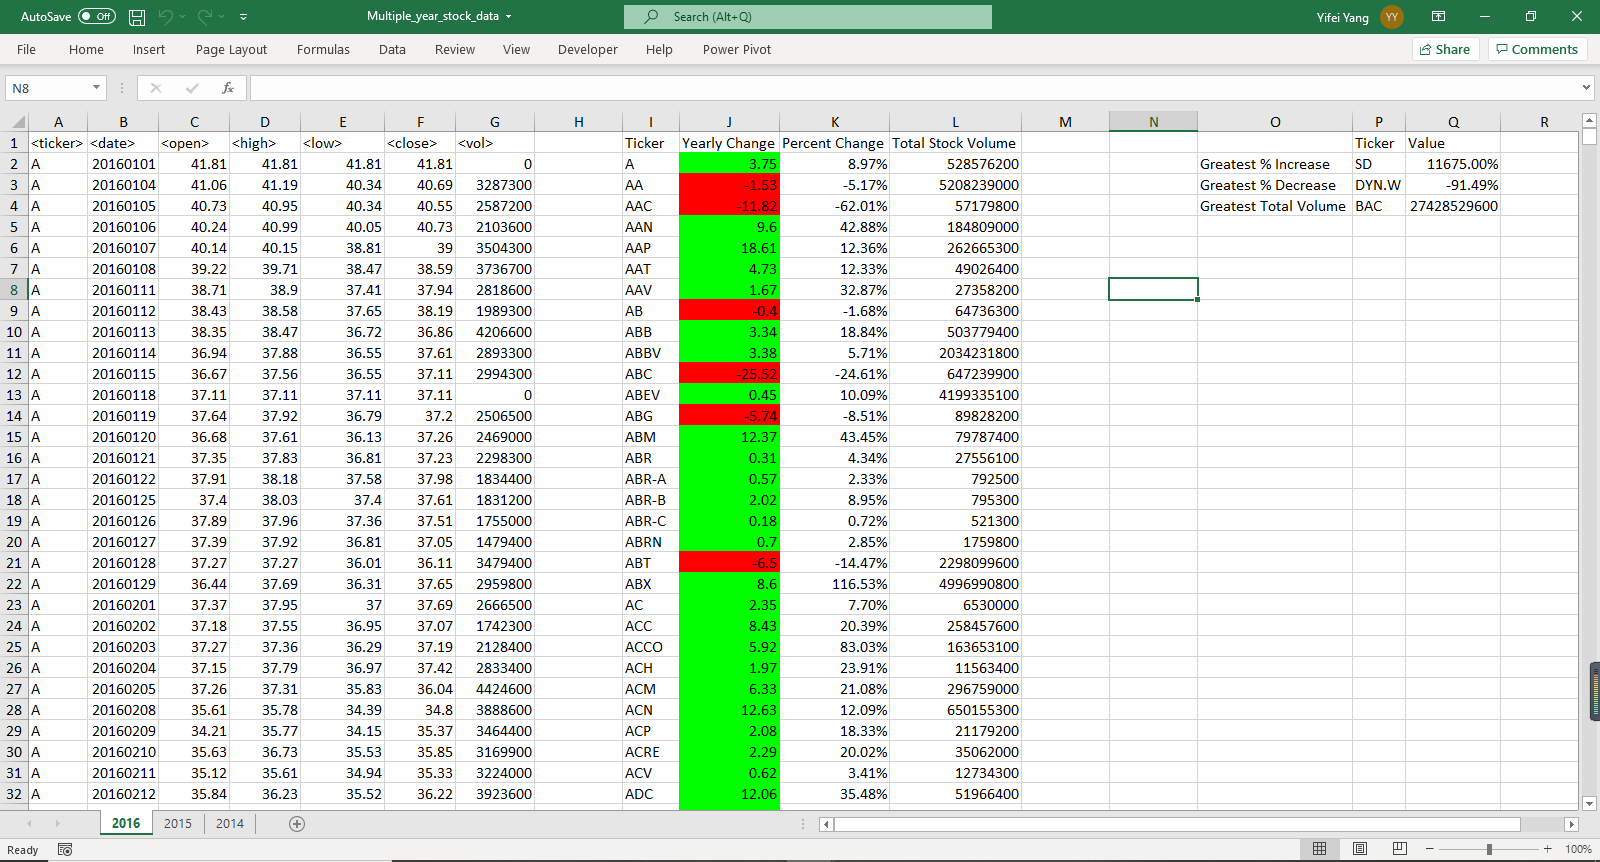 AutoSave Off Multiple_year_stock_data Search (Alt+Q) Yifei Yang YY
File Home Insert Page Layout Formulas Data Review View Developer Help Power Pivot Share Comments
N8 fx
A B C D E F G H I J K L M N O P Q R
1 <ticker> <date> <open> <high> <low> <close> <vol> Ticker Yearly Change Percent Change Total Stock Volume Ticker Value
2 A 20160101 41.81 41.81 41.81 41.81 0 A 3.75 8.97% 528576200 Greatest % Increase SD 11675.00%
3 A 20160104 41.06 41.19 40.34 40.69 3287300 AA -1.53 -5.17% 5208239000 Greatest % Decrease DYN.W -91.49%
4 A 20160105 40.73 40.95 40.34 40.55 2587200 AAC -11.82 -62.01% 57179800 Greatest Total Volume BAC 27428529600
5 A 20160106 40.24 40.99 40.05 40.73 2103600 AAN 9.6 42.88% 184809000
6 A 20160107 40.14 40.15 38.81 39 3504300 AAP 18.61 12.36% 262665300
7 A 20160108 39.22 39.71 38.47 38.59 3736700 AAT 4.73 12.33% 49026400
8 A 20160111 38.71 38.9 37.41 37.94 2818600 AAV 1.67 32.87% 27358200
9 A 20160112 38.43 38.58 37.65 38.19 1989300 AB -0.4 -1.68% 64736300
10 A 20160113 38.35 38.47 36.72 36.86 4206600 ABB 3.34 18.84% 503779400
11 A 20160114 36.94 37.88 36.55 37.61 2893300 ABBV 3.38 5.71% 2034231800
12 A 20160115 36.67 37.56 36.55 37.11 2994300 ABC -25.52 -24.61% 647239900
13 A 20160118 37.11 37.11 37.11 37.11 0 ABEV 0.45 10.09% 4199335100
14 A 20160119 37.64 37.92 36.79 37.2 2506500 ABG -5.74 -8.51% 89828200
15 A 20160120 36.68 37.61 36.13 37.26 2469000 ABM 12.37 43.45% 79787400
16 A 20160121 37.35 37.83 36.81 37.23 2298300 ABR 0.31 4.34% 27556100
17 A 20160122 37.91 38.18 37.58 37.98 1834400 ABR-A 0.57 2.33% 792500
18 A 20160125 37.4 38.03 37.4 37.61 1831200 ABR-B 2.02 8.95% 795300
19 A 20160126 37.89 37.96 37.36 37.51 1755000 ABR-C 0.18 0.72% 521300
20 A 20160127 37.39 37.92 36.81 37.05 1479400 ABRN 0.7 2.85% 1759800
21 A 20160128 37.27 37.27 36.01 36.11 3479400 ABT -6.5 -14.47% 2298099600
22 A 20160129 36.44 37.69 36.31 37.65 2959800 ABX 8.6 116.53% 4996990800
23 A 20160201 37.37 37.95 37 37.69 2666500 AC 2.35 7.70% 6530000
24 A 20160202 37.18 37.55 36.95 37.07 1742300 ACC 8.43 20.39% 258457600
25 A 20160203 37.27 37.36 36.29 37.19 2128400 ACCO 5.92 83.03% 163653100
26 A 20160204 37.15 37.79 36.97 37.42 2833400 ACH 1.97 23.91% 11563400
27 A 20160205 37.26 37.31 35.83 36.04 4424600 ACM 6.33 21.08% 296759000
28 A 20160208 35.61 35.78 34.39 34.8 3888600 ACN 12.63 12.09% 650155300
29 A 20160209 34.21 35.77 34.15 35.37 3464400 ACP 2.08 18.33% 21179200
30 A 20160210 35.63 36.73 35.53 35.85 3169900 ACRE 2.29 20.02% 35062000
31 A 20160211 35.12 35.61 34.94 35.33 3224000 ACV 0.62 3.41% 12734300
32 A 20160212 35.84 36.23 35.52 36.22 3923600 ADC 12.06 35.48% 51966400
2016 2015 2014
Ready 100%